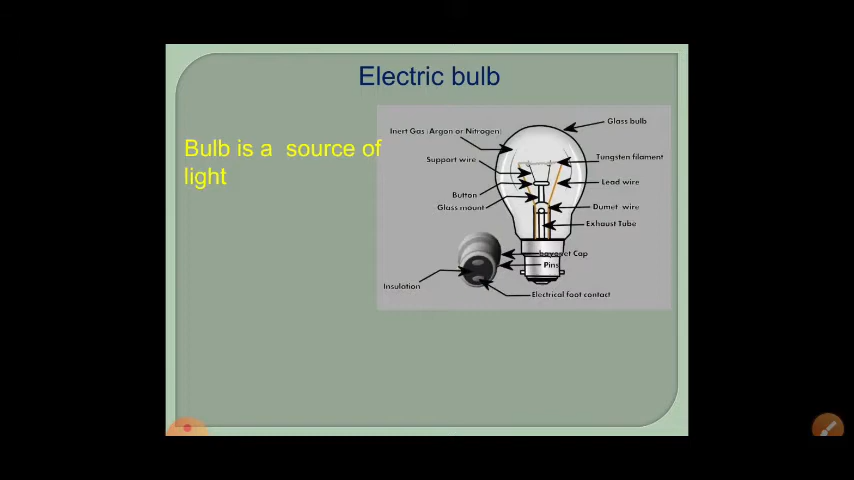 Electric bulb
Bulb is a source of
light
Inert Gas (Argon or Nitrogen)
Glass bulb
Support wire
Tungsten filament
Lead wire
Button
Glass mount
Dumet wire
Exhaust Tube
bayonet Cap
Pins
Insulation
Electrical foot contact